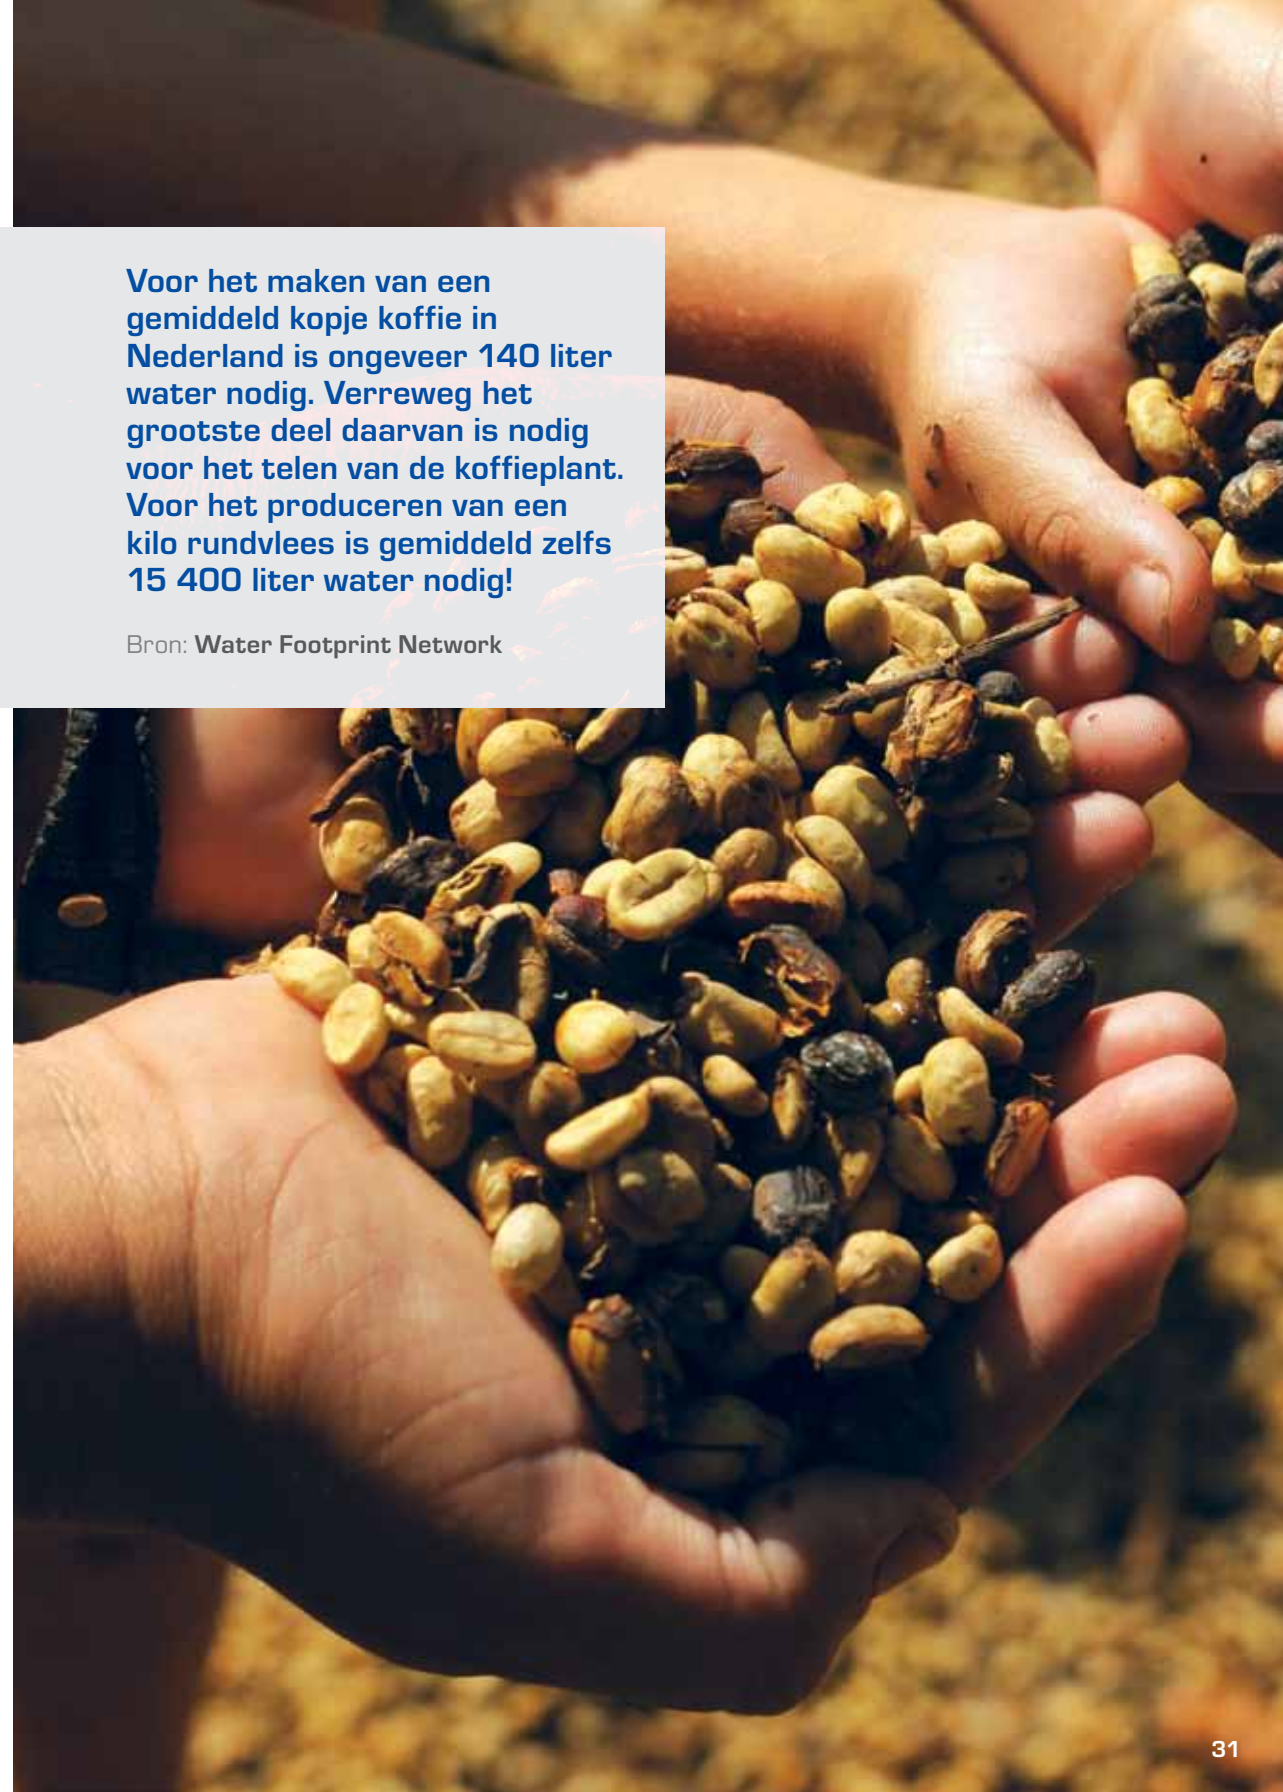 Voor het maken van een
gemiddeld kopje koffie in
Nederland is ongeveer 140 liter
water nodig. Verreweg het
grootste deel daarvan is nodig
voor het telen van de koffieplant.
Voor het produceren van een
kilo rundvlees is gemiddeld zelfs
15 400 liter water nodig!
Bron: Water Footprint Network
31